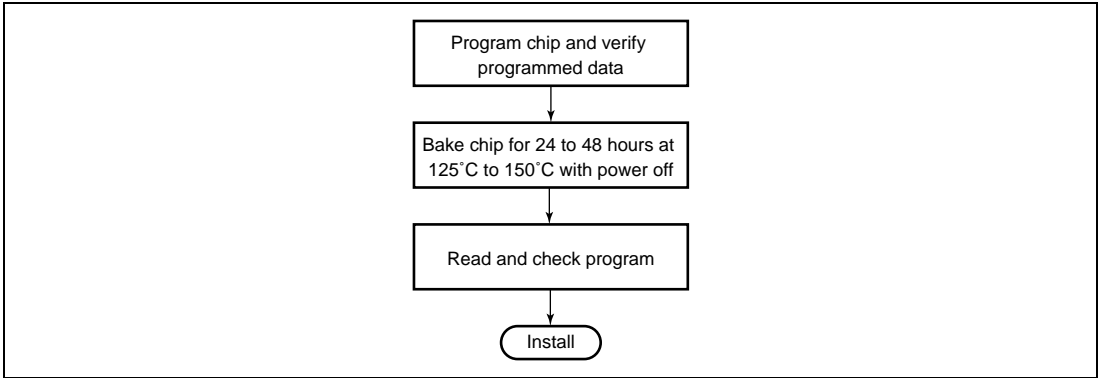 Program chip and verify
programmed data
Bake chip for 24 to 48 hours at
125˚C to 150˚C with power off
Read and check program
Install